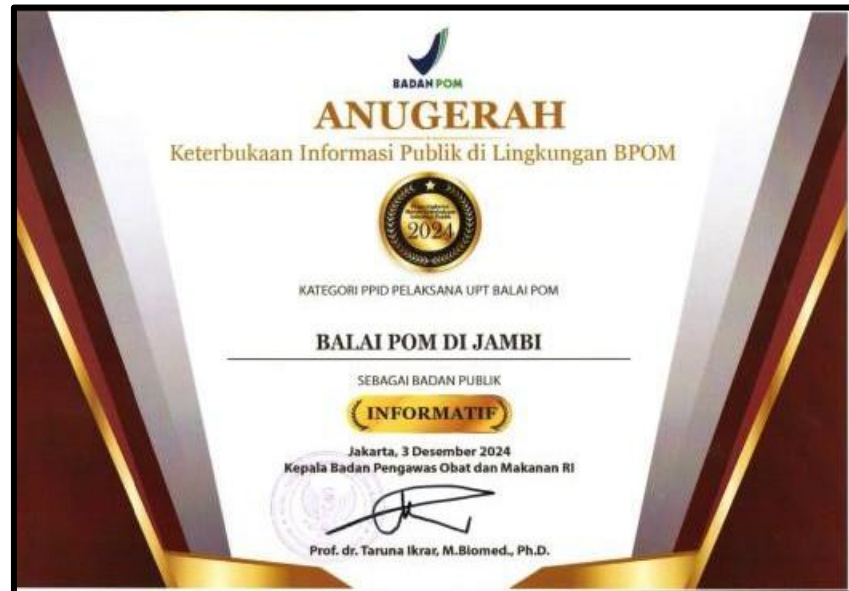 BADAN POM
ANUGERAH
Keterbukaan Informasi Publik di Lingkungan BPOM
2024
KATEGORI PPID PELAKSANA UPT BALAI POM
BALAI POM DI JAMBI
SEBAGAI BADAN PUBLIK
INFORMATIF
Jakarta, 3 Desember 2024
Kepala Badan Pengawas Obat dan Makanan RI
Prof. dr. Taruna Ikrar, M.Biomed., Ph.D.